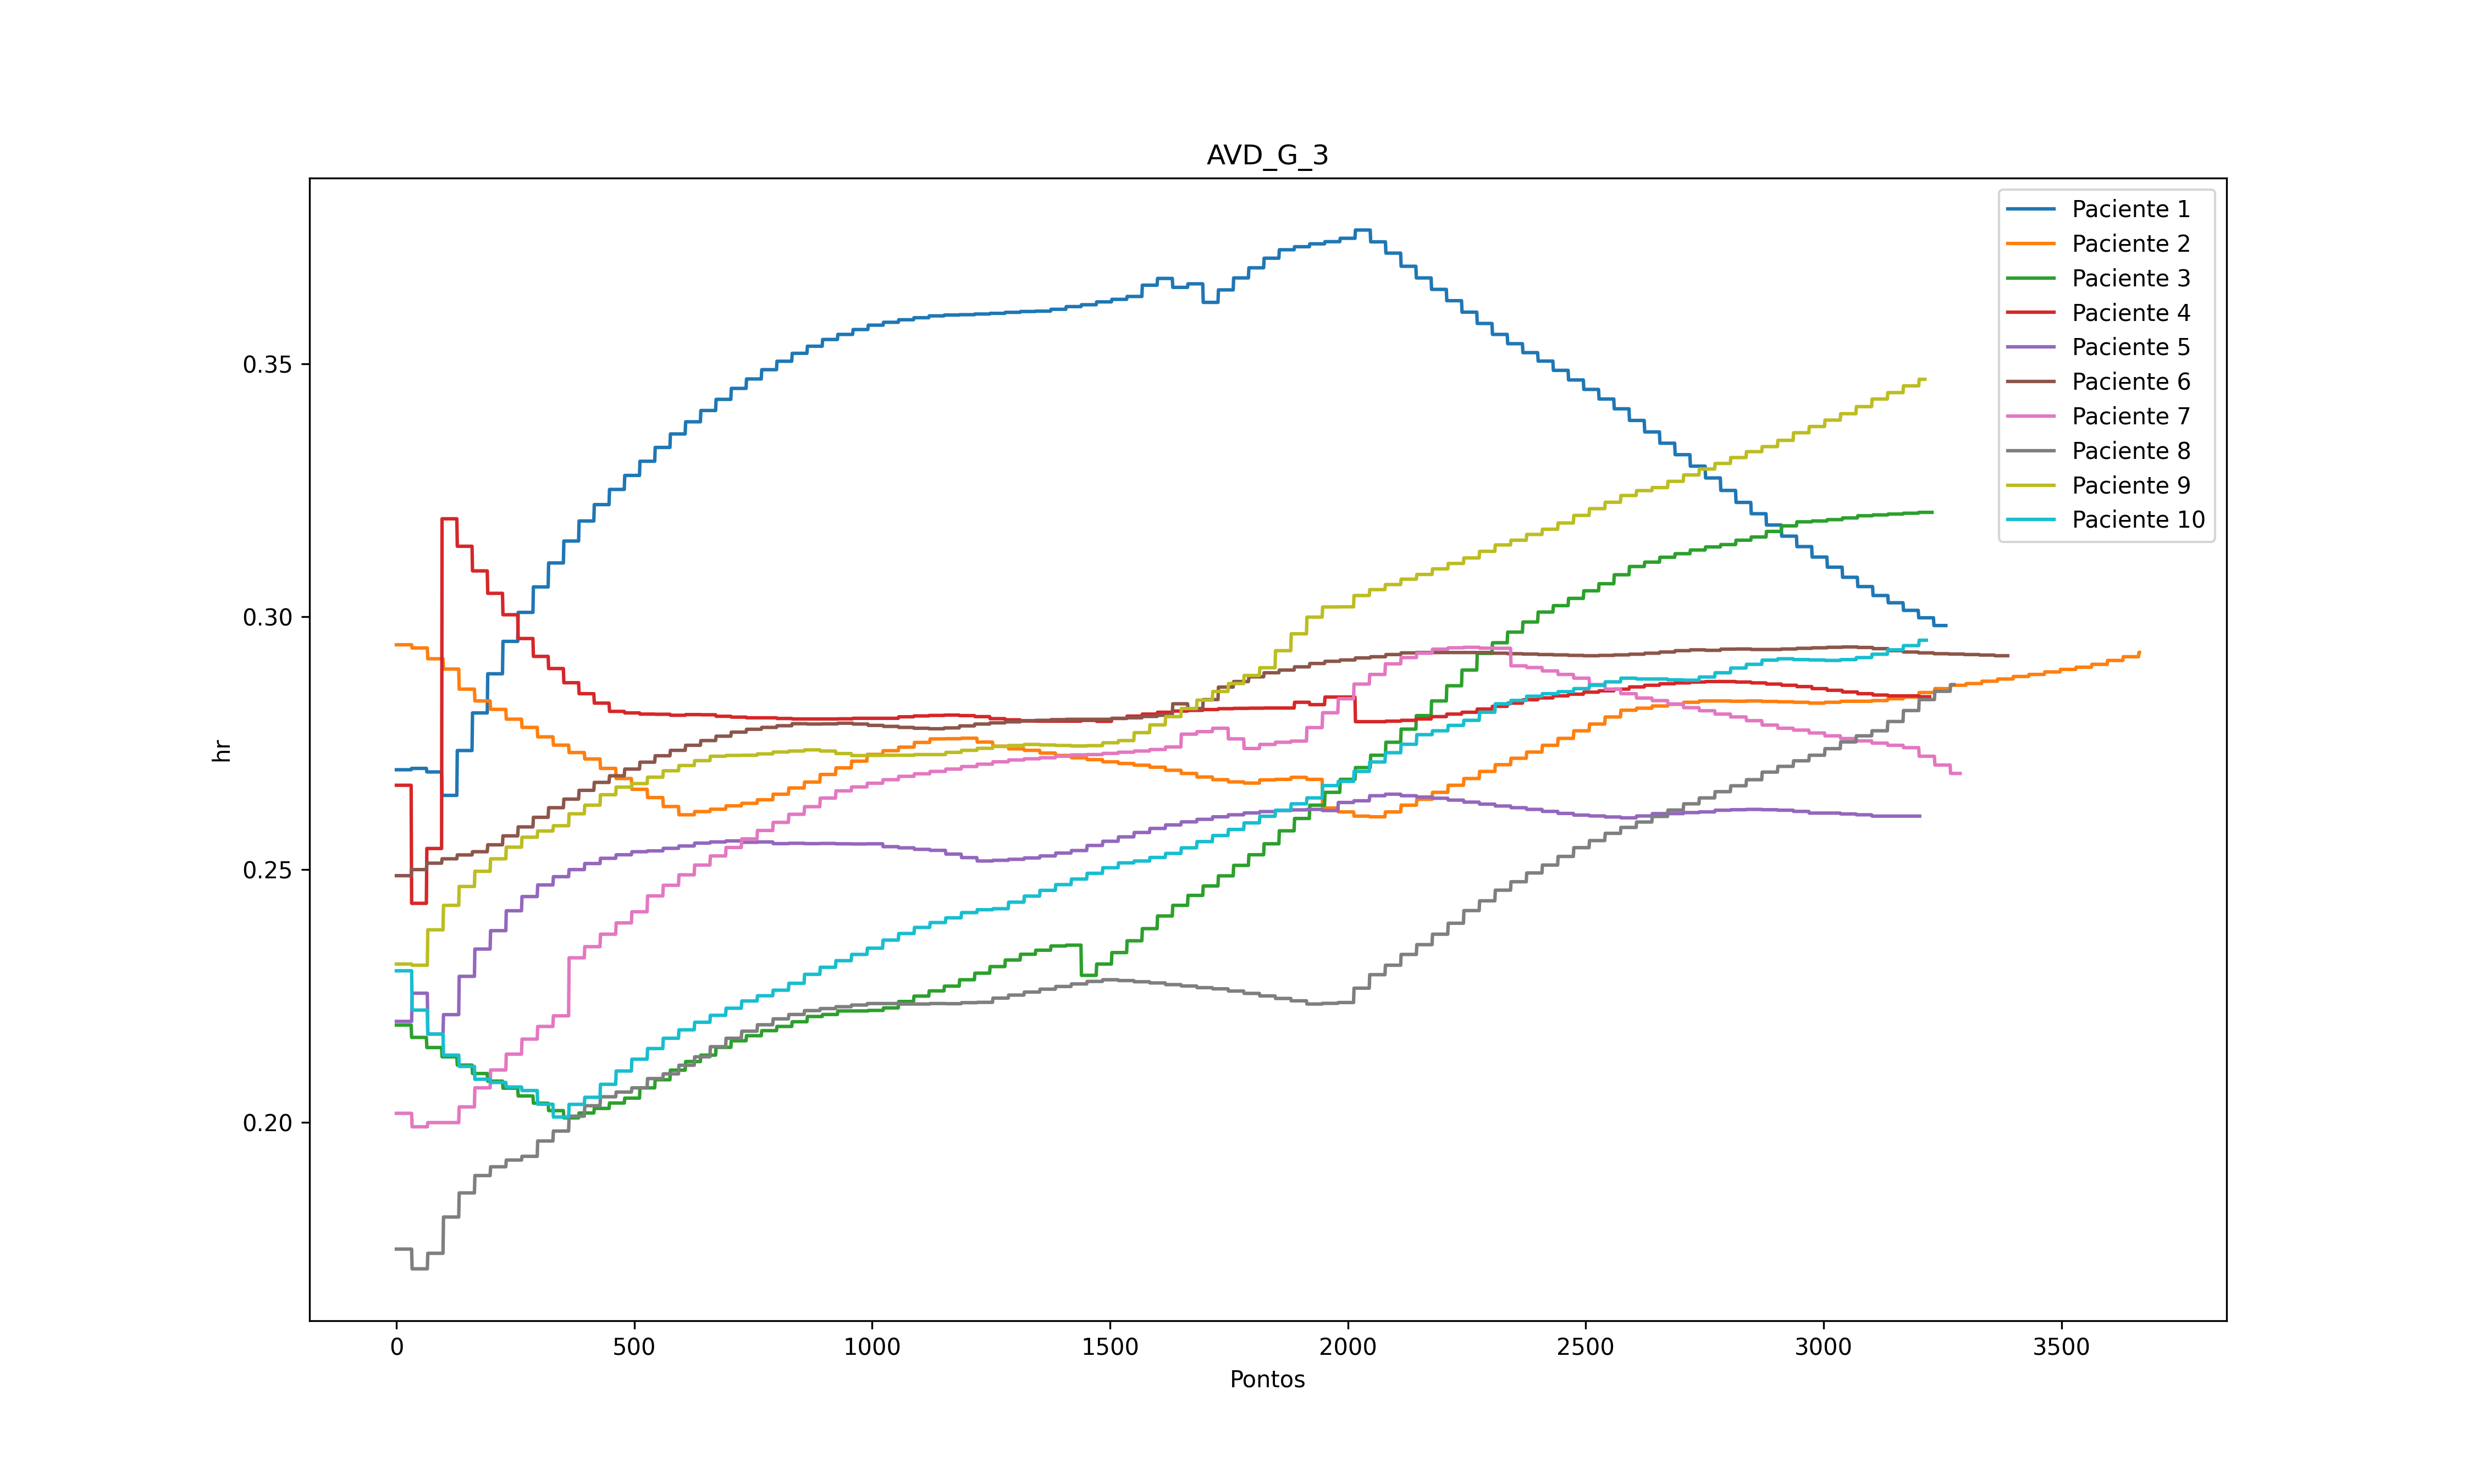 AVD_G_3
Paciente 1
Paciente 2
Paciente 3
Paciente 4
Paciente 5
Paciente 6
Paciente 7
Paciente 8
Paciente 9
Paciente 10
hr
0.35
0.30
0.25
0.20
0 500 1000 1500 2000 2500 3000 3500
Pontos